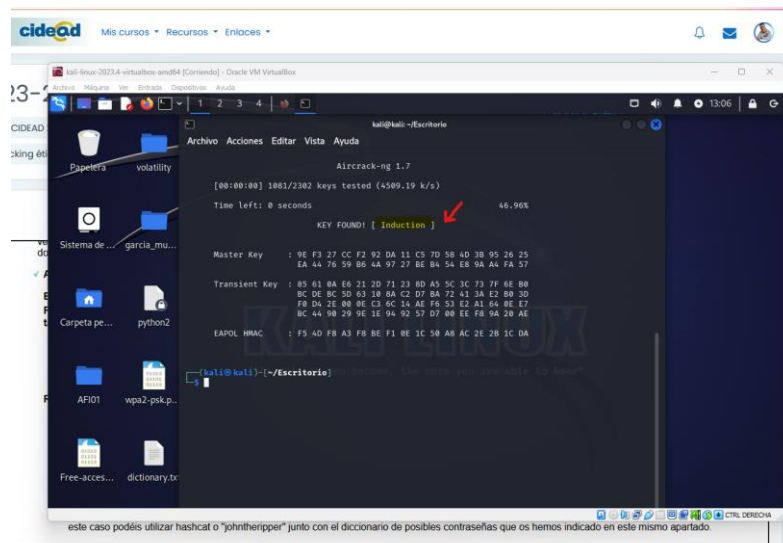 cidead
Mis cursos Recursos Enlaces
kali-linux-2023.4-virtualbox-amd64 [Corriendo] - Oracle VM VirtualBox
Archivo Máquina Ver Entrada Dispositivos Ayuda
1 2 3 4
13:06
kali@kali: ~/Escritorio
Archivo Acciones Editar Vista Ayuda
Aircrack-ng 1.7
[00:00:00] 1081/2302 keys tested (4509.19 k/s)
Time left: 0 seconds 46.96%
KEY FOUND! [ Induction ]
Master Key : 9E F3 27 CC F2 92 DA 11 C5 7D 58 4D 3B 95 26 25
EA 44 76 59 B6 4A 97 27 BE B4 54 E8 9A A4 FA 57
Transient Key : 85 61 0A E6 21 2D 71 23 8D A5 5C 3C 73 7F 6E B0
BC DE BC 5D 63 10 8A C2 D7 8A 72 41 3A E2 B0 3D
F0 D4 2E 00 0E C3 6C 14 AE F6 53 E2 A1 64 0E E7
BC 44 90 29 9E 1E 94 92 57 D7 00 EE F8 9A 20 AE
EAPOL HMAC : F5 4D F8 A3 F8 BE F1 0E 1C 50 A8 AC 2E 2B 1C DA
KALI LINUX
(kali㉿kali)-[~/Escritorio]
$
Papelera
volatility
Sistema de ...
garcia_mu...
Carpeta pe...
python2
AFI01
wpa2-psk.p...
Free-acces...
dictionary.tx
CTRL DERECHA
23-2
CIDEAD
cking éti
este caso podéis utilizar hashcat o "johntheripper" junto con el diccionario de posibles contraseñas que os hemos indicado en este mismo apartado.